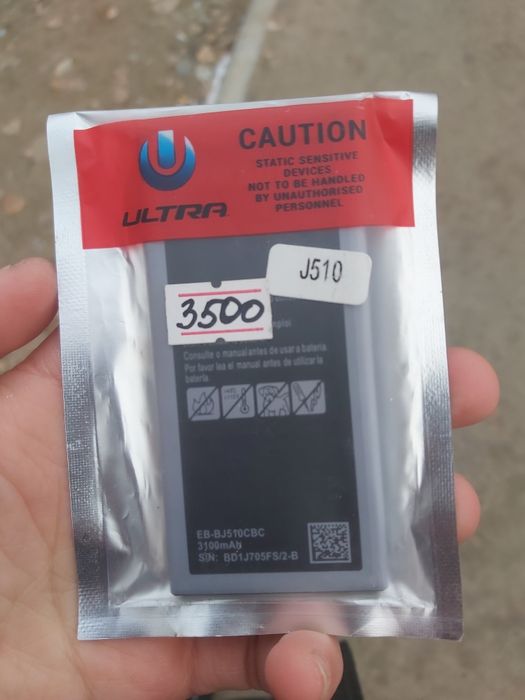 ULTRA
CAUTION
STATIC SENSITIVE
DEVICES
NOT TO BE HANDLED
BY UNAUTHORISED
PERSONNEL
J510
3500
Consulte o manual antes de usar a bateria.
Por favor lea el manual antes de utilizar la
batería.
EB-BJ510CBC
3100mAh
S/N: BD1J705FS/2-B